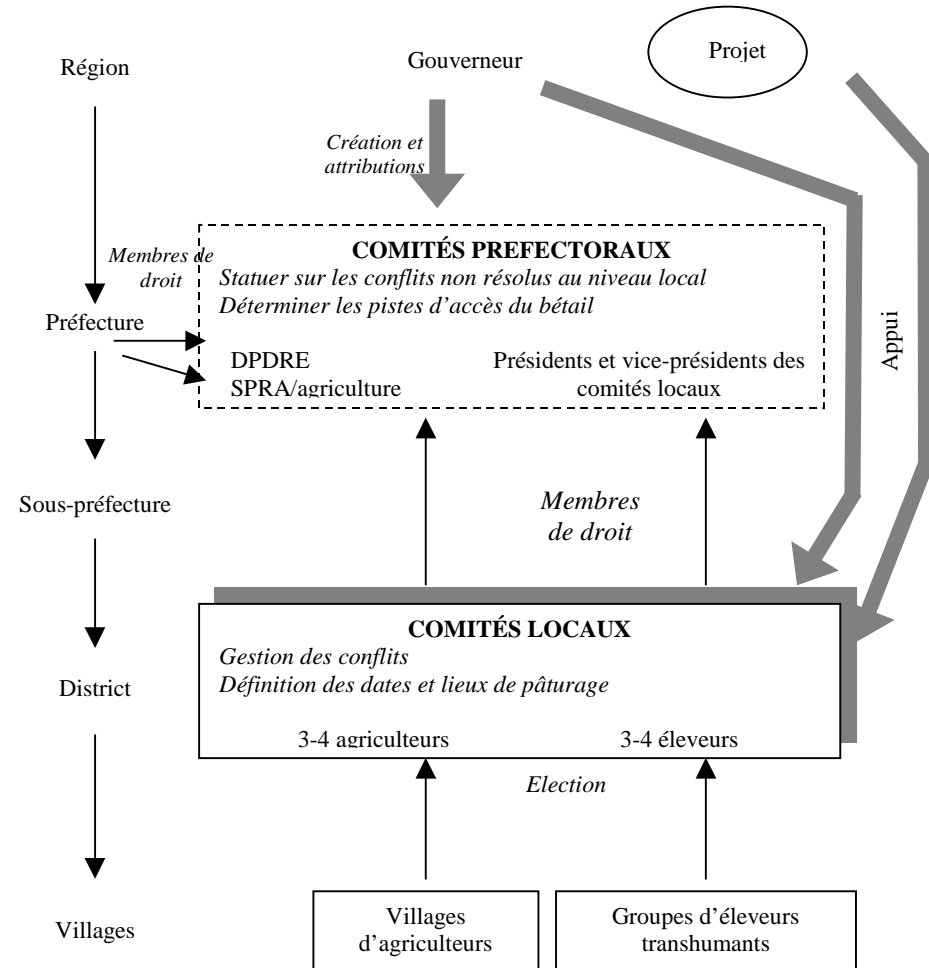 Région
Gouverneur
Projet
Création et
attributions
Membres de
droit
COMITÉS PREFECTORAUX
Statuer sur les conflits non résolus au niveau local
Déterminer les pistes d’accès du bétail
Préfecture
DPDRE
SPRA/agriculture
Présidents et vice-présidents des
comités locaux
Appui
Sous-préfecture
Membres
de droit
COMITÉS LOCAUX
Gestion des conflits
Définition des dates et lieux de pâturage
District
3-4 agriculteurs
3-4 éleveurs
Election
Villages
Villages
d’agriculteurs
Groupes d’éleveurs
transhumants